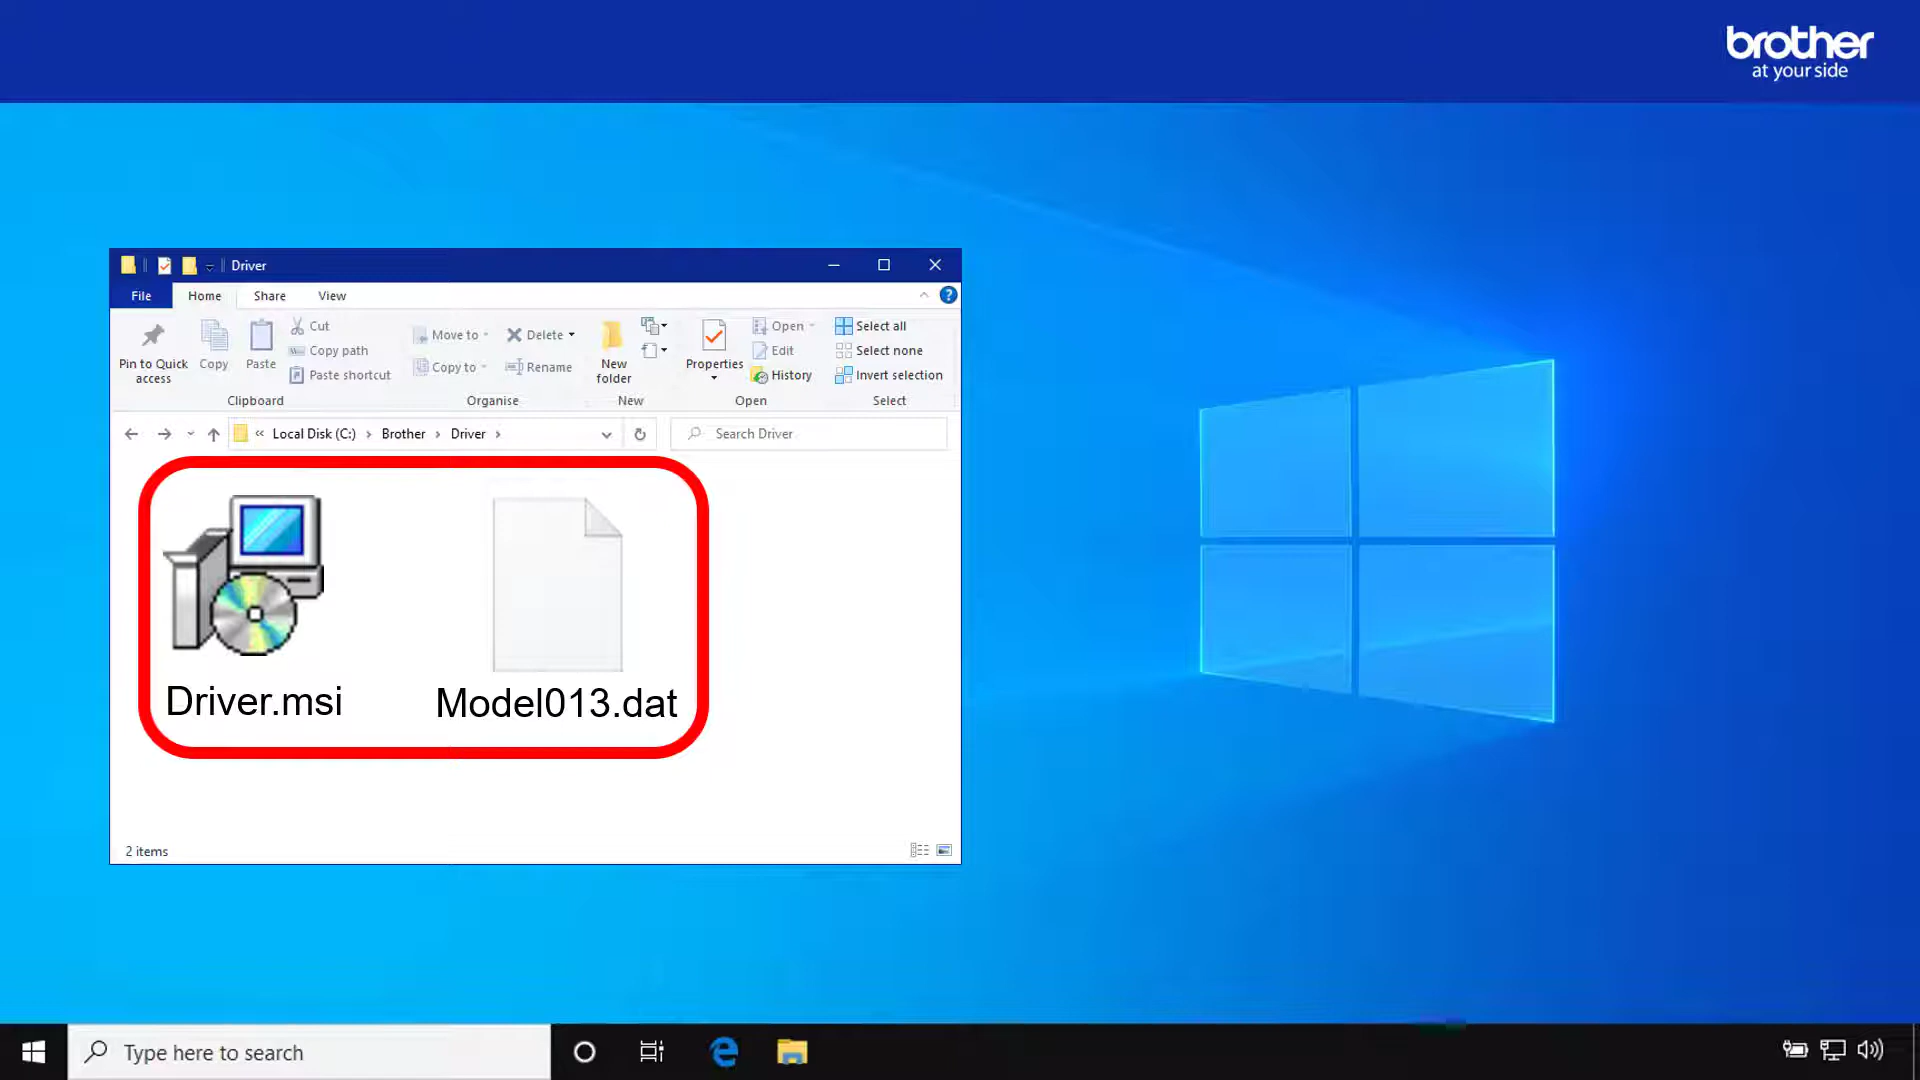 brother
at your side
Driver
File Home Share View
Pin to Quick access
Copy
Paste
Cut
Copy path
Paste shortcut
Clipboard
Move to
Copy to
Delete
Rename
Organise
New folder
New
Properties
Open
Edit
History
Open
Select all
Select none
Invert selection
Select
« Local Disk (C:) › Brother › Driver ›
Search Driver
Driver.msi
Model013.dat
2 items
Type here to search